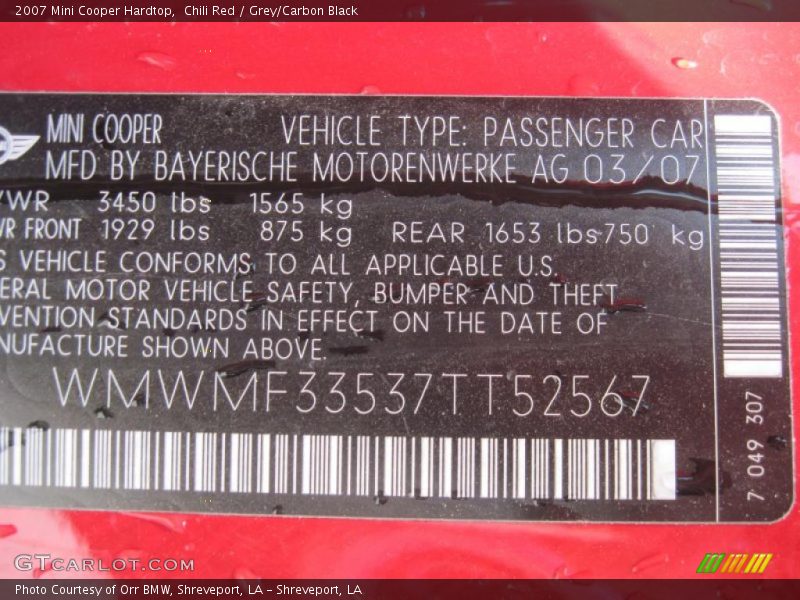 2007 Mini Cooper Hardtop,  Chili Red / Grey/Carbon Black
MINI COOPER VEHICLE TYPE: PASSENGER CAR
MFD BY BAYERISCHE MOTORENWERKE AG 03/07
VWR 3450 lbs 1565 kg
WR FRONT 1929 lbs 875 kg REAR 1653 lbs 750 kg
S VEHICLE CONFORMS TO ALL APPLICABLE U.S.
ERAL MOTOR VEHICLE SAFETY, BUMPER AND THEFT
VENTION STANDARDS IN EFFECT ON THE DATE OF
NUFACTURE SHOWN ABOVE.
WMWMF33537TT52567
7 049 307
GTCARLOT.COM
Photo Courtesy of Orr BMW, Shreveport, LA – Shreveport, LA